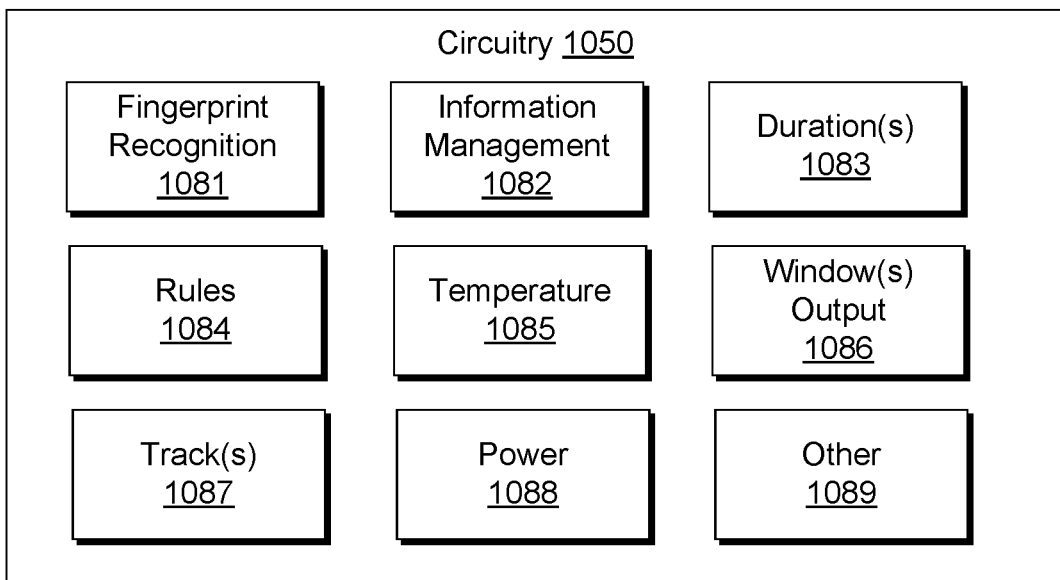 Circuitry 1050
Fingerprint
Recognition
1081
Information
Management
1082
Duration(s)
1083
Rules
1084
Temperature
1085
Window(s)
Output
1086
Track(s)
1087
Power
1088
Other
1089